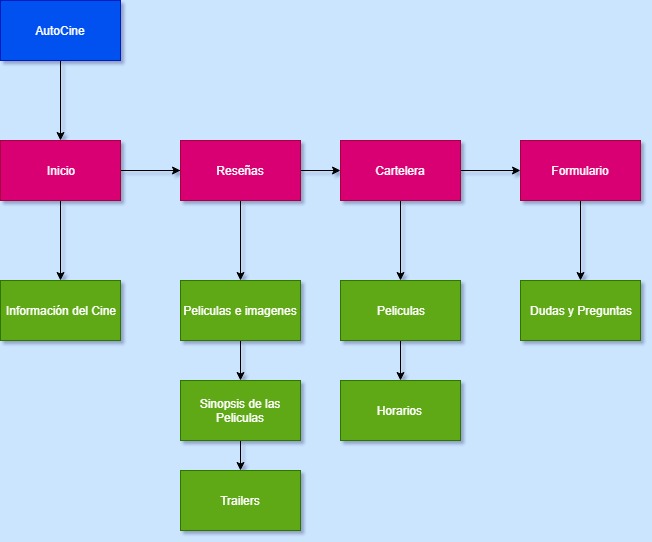 AutoCine
Inicio
Reseñas
Cartelera
Formulario
Información del Cine
Peliculas e imagenes
Peliculas
Dudas y Preguntas
Sinopsis de las
Peliculas
Horarios
Trailers